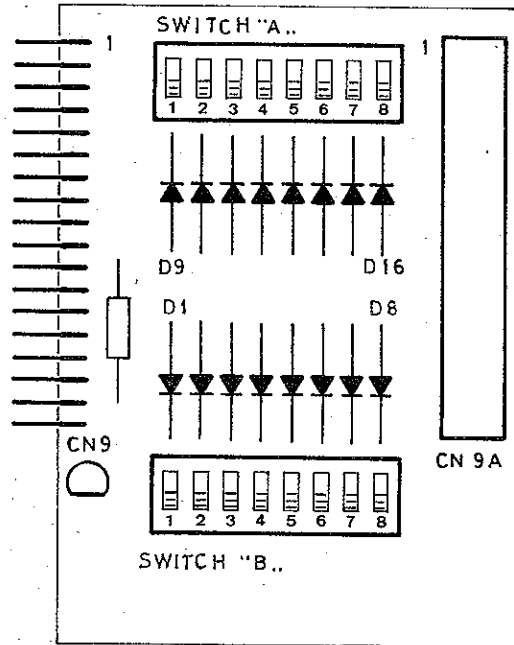 SWITCH "A„
1 1
1 2 3 4 5 6 7 8
D9 D16
D1 D8
CN9
CN 9A
1 2 3 4 5 6 7 8
SWITCH "B„